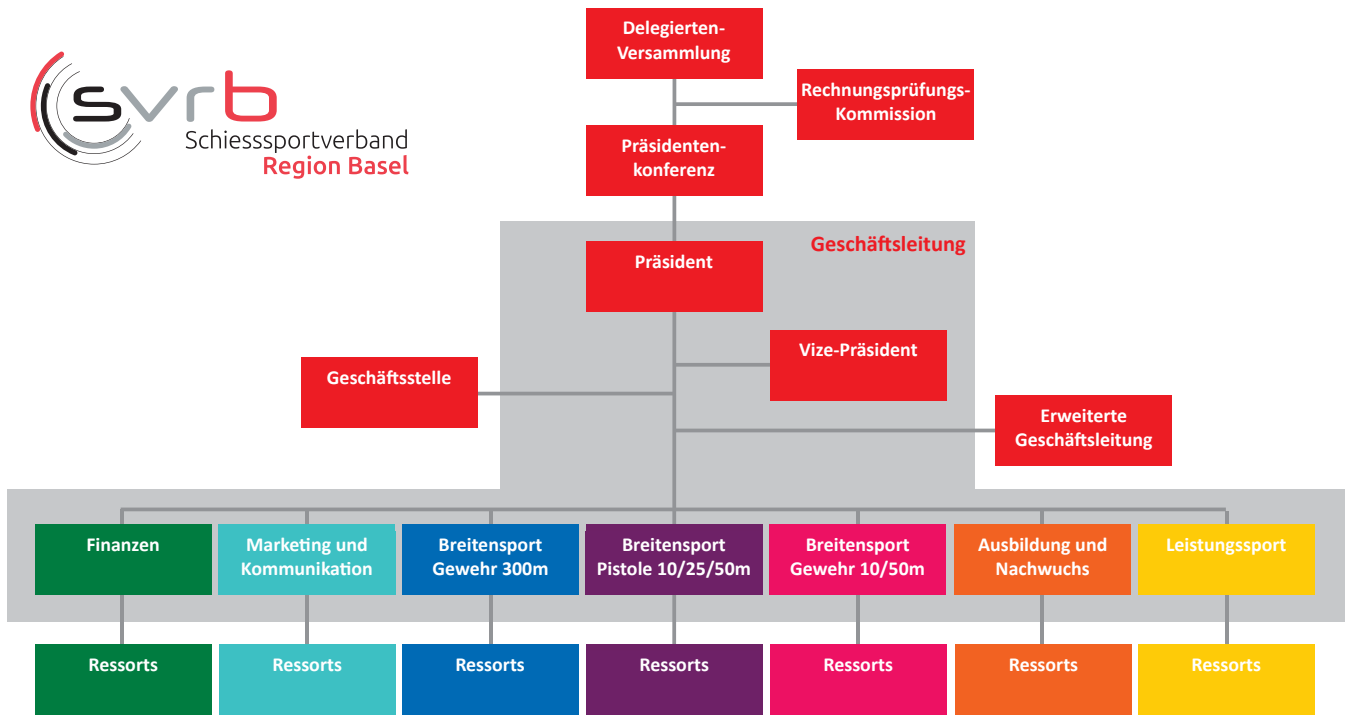 svrb
Schiesssportverband
Region Basel
Delegierten-
Versammlung
Rechnungsprüfungs-
Kommission
Präsidenten-
konferenz
Geschäftsleitung
Präsident
Vize-Präsident
Geschäftsstelle
Erweiterte
Geschäftsleitung
Finanzen
Marketing und
Kommunikation
Breitensport
Gewehr 300m
Breitensport
Pistole 10/25/50m
Breitensport
Gewehr 10/50m
Ausbildung und
Nachwuchs
Leistungssport
Ressorts
Ressorts
Ressorts
Ressorts
Ressorts
Ressorts
Ressorts